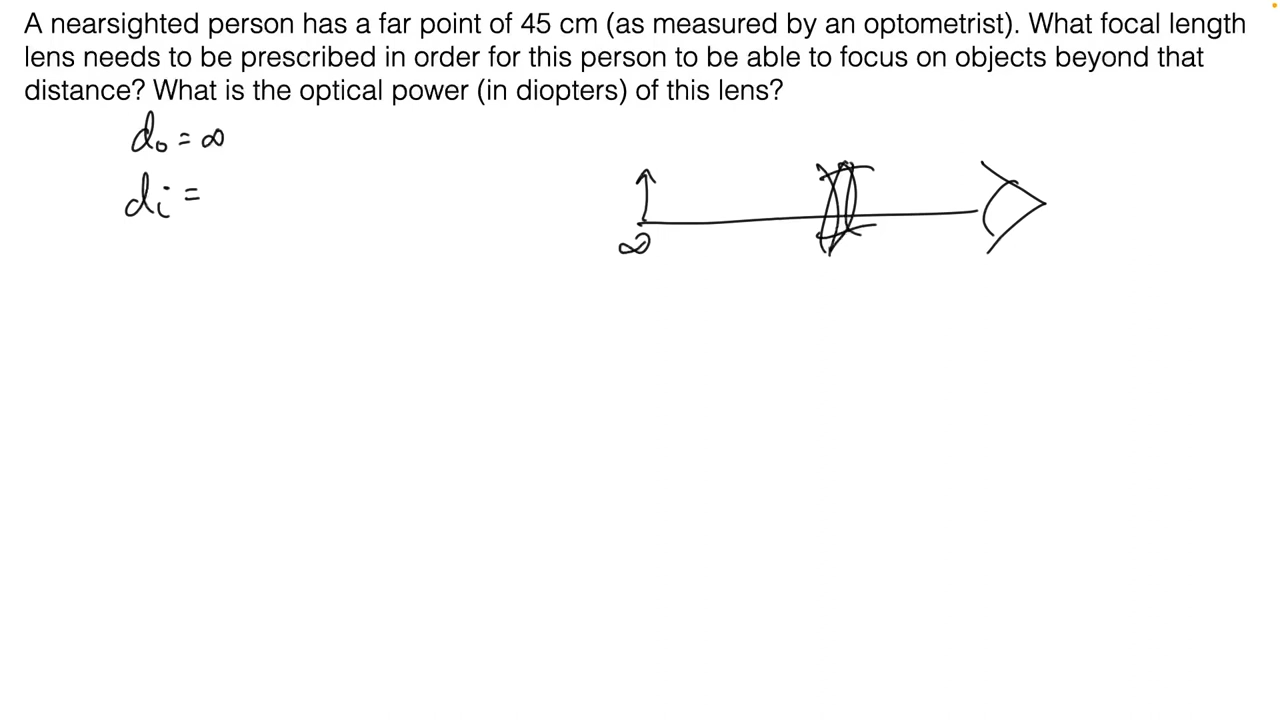 A nearsighted person has a far point of 45 cm (as measured by an optometrist). What focal length
lens needs to be prescribed in order for this person to be able to focus on objects beyond that
distance? What is the optical power (in diopters) of this lens?
d₀ = ∞
dᵢ =
∞